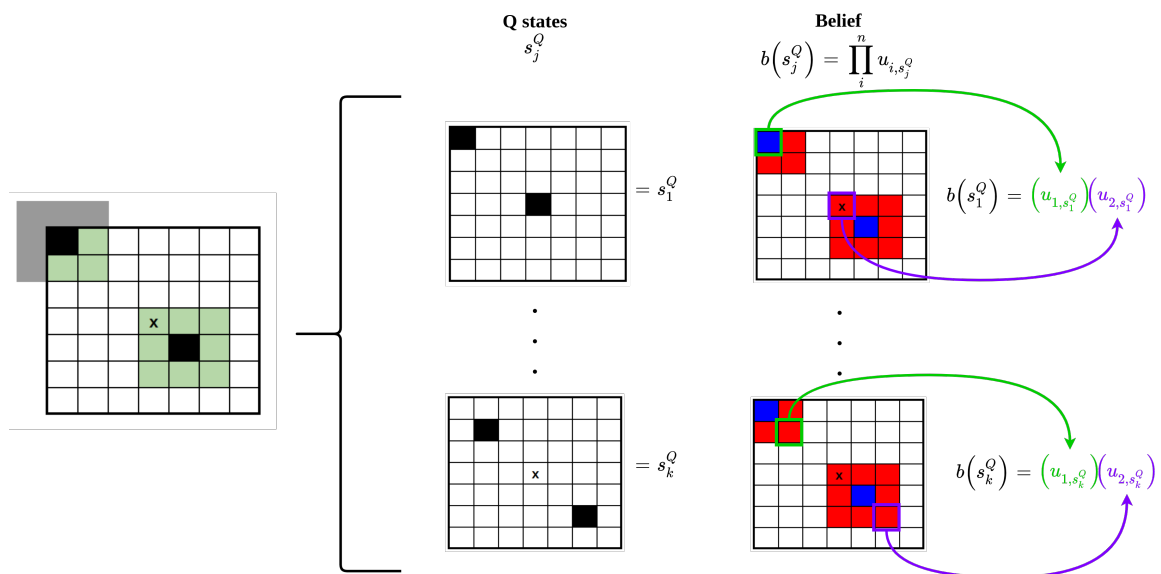 Q states
s_j^Q
Belief
b(s_j^Q) = ∏_i^n u_{i,s_j^Q}
= s_1^Q
x
b(s_1^Q) = (u_{1,s_1^Q})(u_{2,s_1^Q})
x
x
= s_k^Q
x
b(s_k^Q) = (u_{1,s_k^Q})(u_{2,s_k^Q})